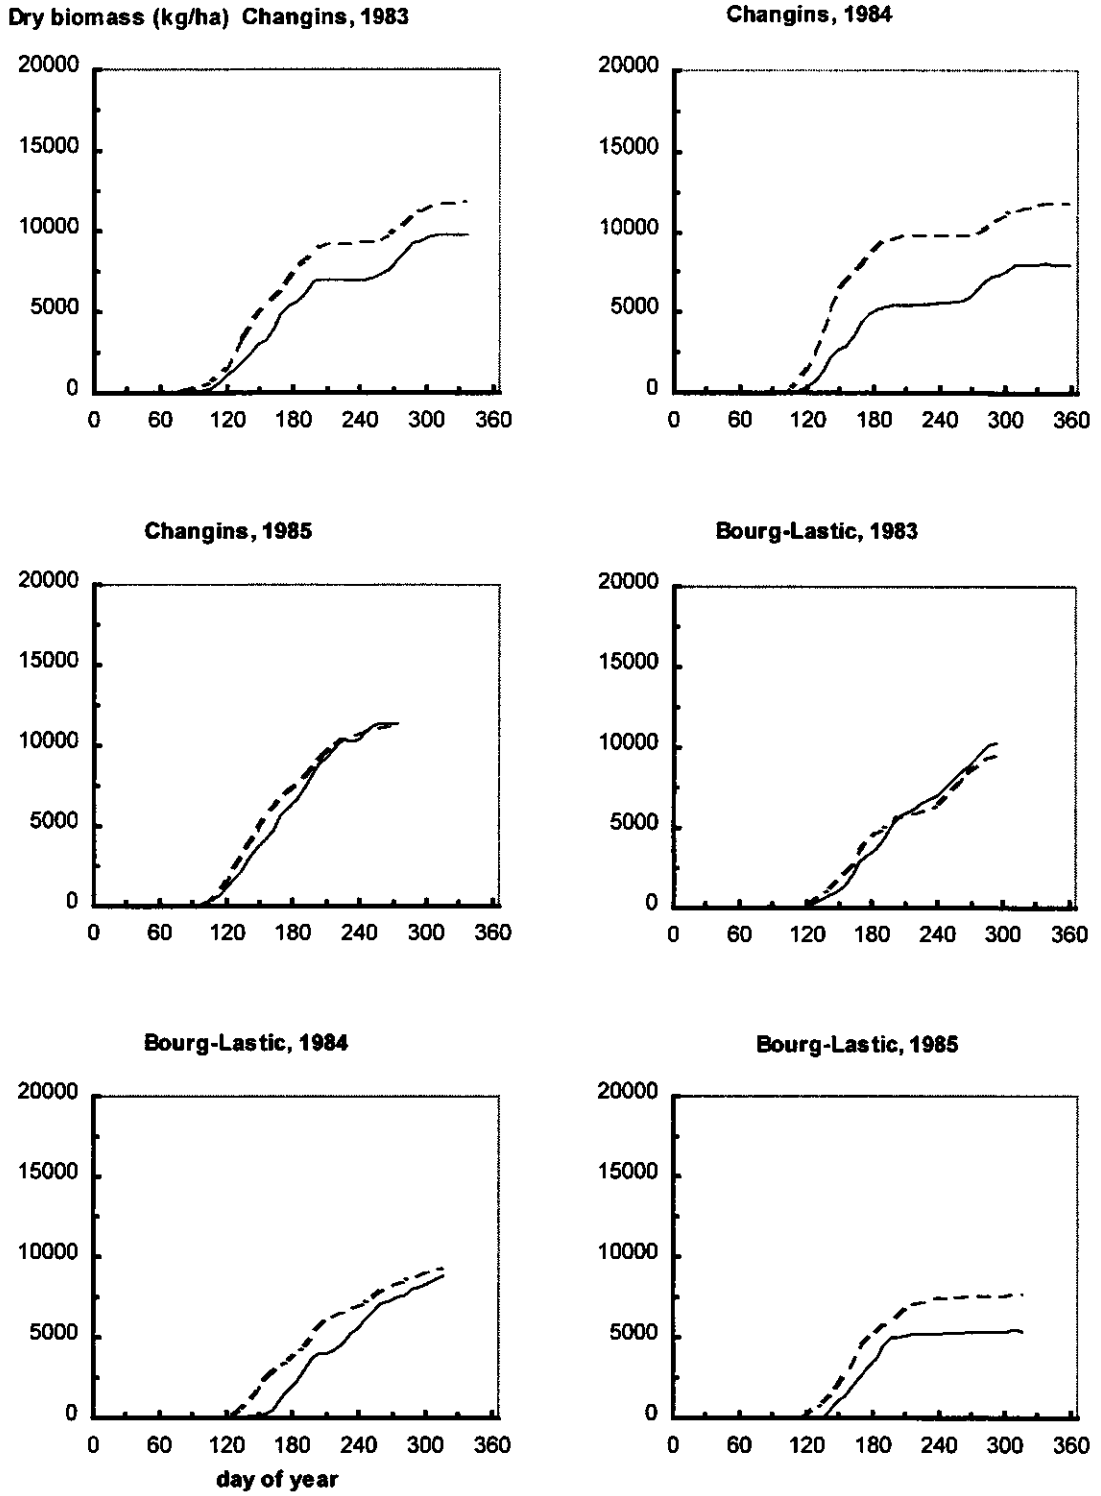 Dry biomass (kg/ha) Changins, 1983
20000
15000
10000
5000
0
0 60 120 180 240 300 360
Changins, 1984
20000
15000
10000
5000
0
0 60 120 180 240 300 360
Changins, 1985
20000
15000
10000
5000
0
0 60 120 180 240 300 360
Bourg-Lastic, 1983
20000
15000
10000
5000
0
0 60 120 180 240 300 360
Bourg-Lastic, 1984
20000
15000
10000
5000
0
0 60 120 180 240 300 360
day of year
Bourg-Lastic, 1985
20000
15000
10000
5000
0
0 60 120 180 240 300 360